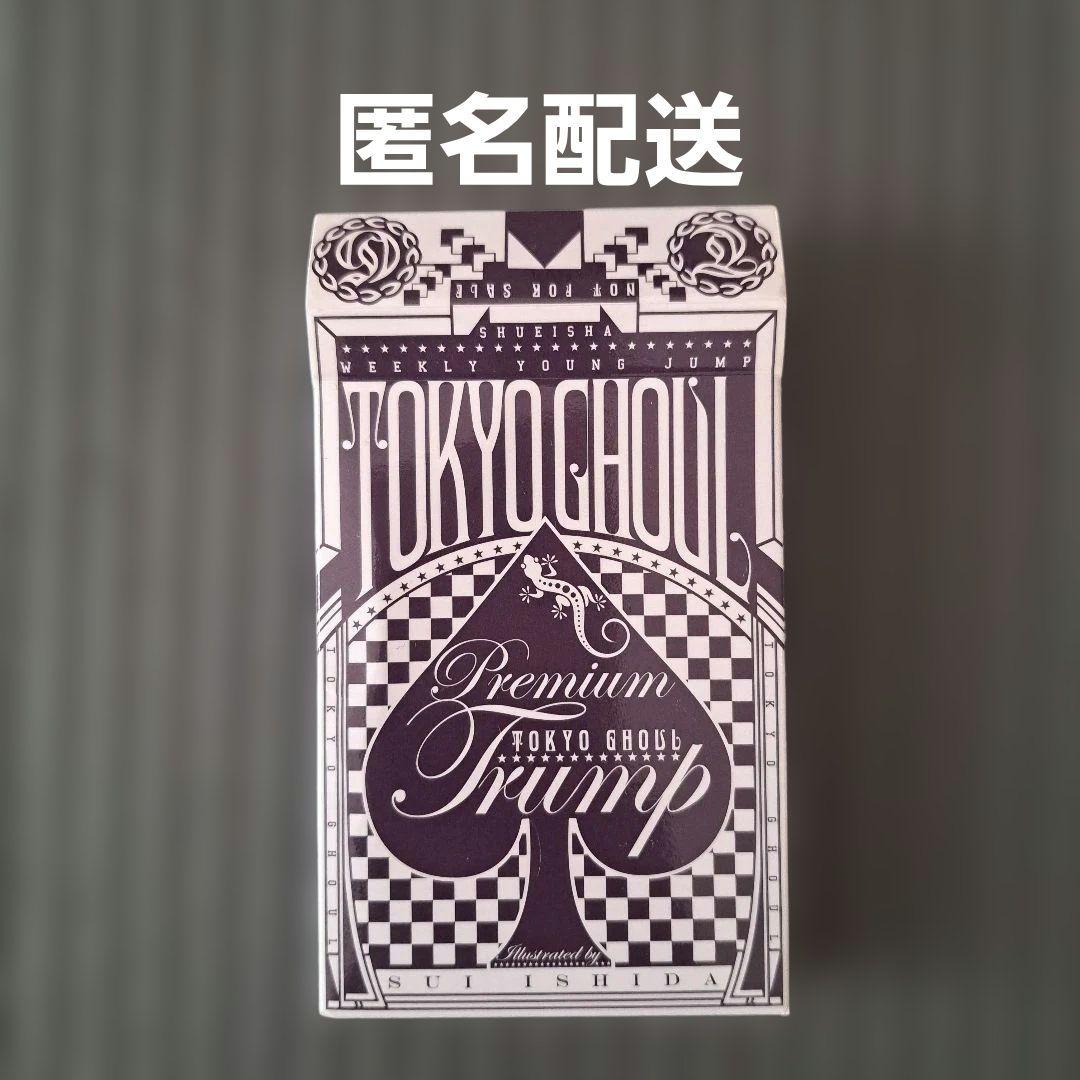 匿名配送
NOT FOR SALE
SHUEISHA
WEEKLY YOUNG JUMP
TOKYO GHOUL
Premium
TOKYO GHOUL
Trump
TOKYO GHOUL
TOKYO GHOUL
Illustrated by
SUI ISHIDA